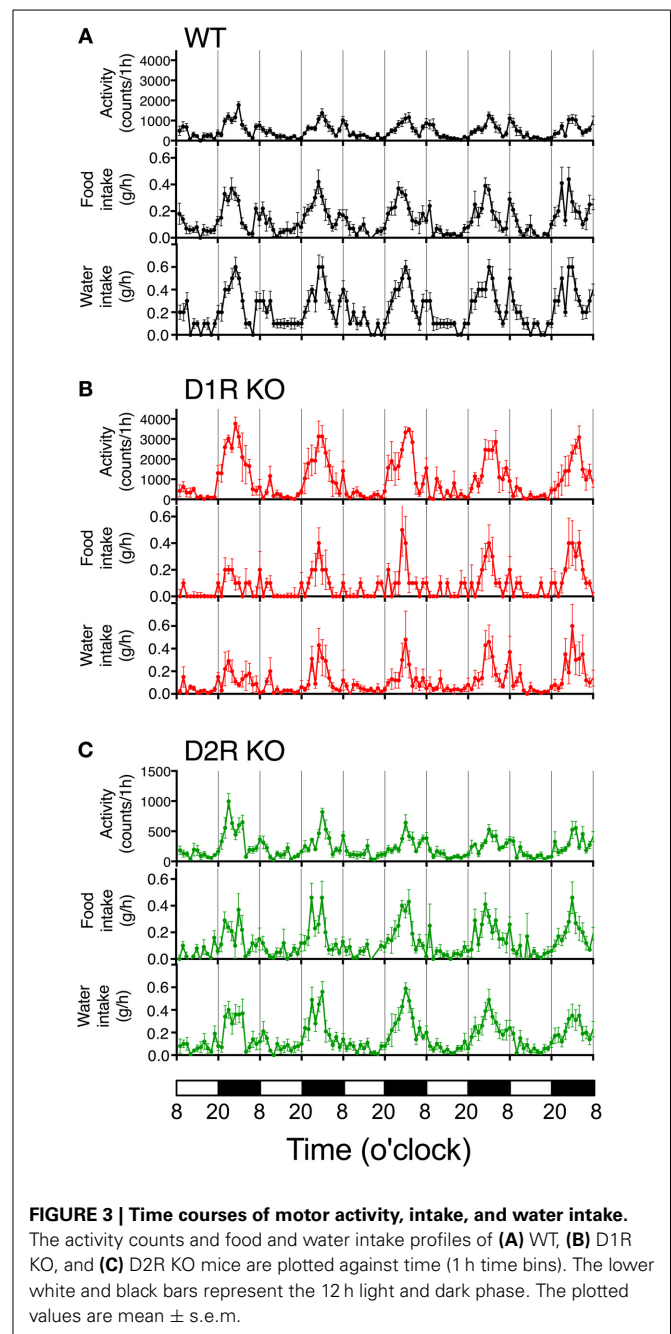 A WT
Activity
(counts/1h)
4000
3000
2000
1000
0
Food
intake
(g/h)
0.6
0.4
0.2
0.0
Water
intake
(g/h)
0.6
0.4
0.2
0.0
B D1R KO
Activity
(counts/1h)
4000
3000
2000
1000
0
Food
intake
(g/h)
0.6
0.4
0.2
0.0
Water
intake
(g/h)
0.6
0.4
0.2
0.0
C D2R KO
Activity
(counts/1h)
1500
1000
500
0
Food
intake
(g/h)
0.6
0.4
0.2
0.0
Water
intake
(g/h)
0.6
0.4
0.2
0.0
8 20 8 20 8 20 8 20 8 20 8
Time (o'clock)
FIGURE 3 | Time courses of motor activity, intake, and water intake.
The activity counts and food and water intake profiles of (A) WT, (B) D1R
KO, and (C) D2R KO mice are plotted against time (1 h time bins). The lower
white and black bars represent the 12 h light and dark phase. The plotted
values are mean ± s.e.m.